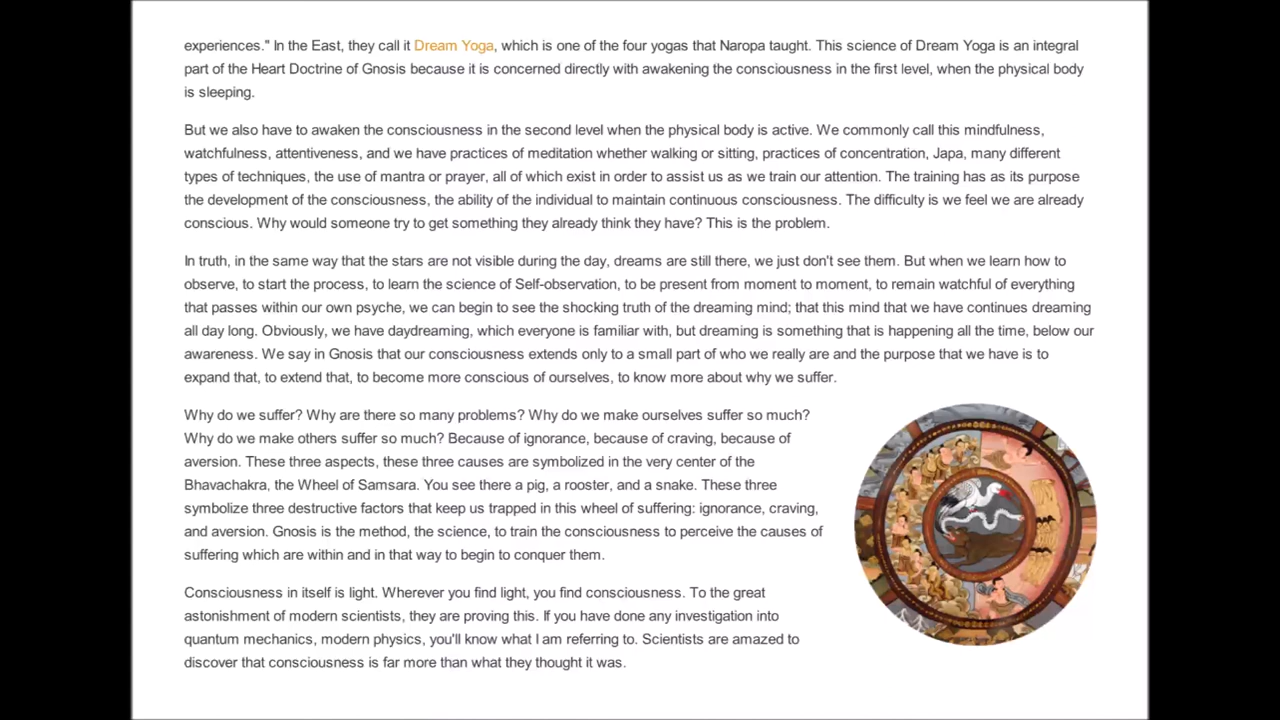 experiences." In the East, they call it Dream Yoga, which is one of the four yogas that Naropa taught. This science of Dream Yoga is an integral
part of the Heart Doctrine of Gnosis because it is concerned directly with awakening the consciousness in the first level, when the physical body
is sleeping.
But we also have to awaken the consciousness in the second level when the physical body is active. We commonly call this mindfulness,
watchfulness, attentiveness, and we have practices of meditation whether walking or sitting, practices of concentration, Japa, many different
types of techniques, the use of mantra or prayer, all of which exist in order to assist us as we train our attention. The training has as its purpose
the development of the consciousness, the ability of the individual to maintain continuous consciousness. The difficulty is we feel we are already
conscious. Why would someone try to get something they already think they have? This is the problem.
In truth, in the same way that the stars are not visible during the day, dreams are still there, we just don't see them. But when we learn how to
observe, to start the process, to learn the science of Self-observation, to be present from moment to moment, to remain watchful of everything
that passes within our own psyche, we can begin to see the shocking truth of the dreaming mind; that this mind that we have continues dreaming
all day long. Obviously, we have daydreaming, which everyone is familiar with, but dreaming is something that is happening all the time, below our
awareness. We say in Gnosis that our consciousness extends only to a small part of who we really are and the purpose that we have is to
expand that, to extend that, to become more conscious of ourselves, to know more about why we suffer.
Why do we suffer? Why are there so many problems? Why do we make ourselves suffer so much?
Why do we make others suffer so much? Because of ignorance, because of craving, because of
aversion. These three aspects, these three causes are symbolized in the very center of the
Bhavachakra, the Wheel of Samsara. You see there a pig, a rooster, and a snake. These three
symbolize three destructive factors that keep us trapped in this wheel of suffering: ignorance, craving,
and aversion. Gnosis is the method, the science, to train the consciousness to perceive the causes of
suffering which are within and in that way to begin to conquer them.
Consciousness in itself is light. Wherever you find light, you find consciousness. To the great
astonishment of modern scientists, they are proving this. If you have done any investigation into
quantum mechanics, modern physics, you'll know what I am referring to. Scientists are amazed to
discover that consciousness is far more than what they thought it was.